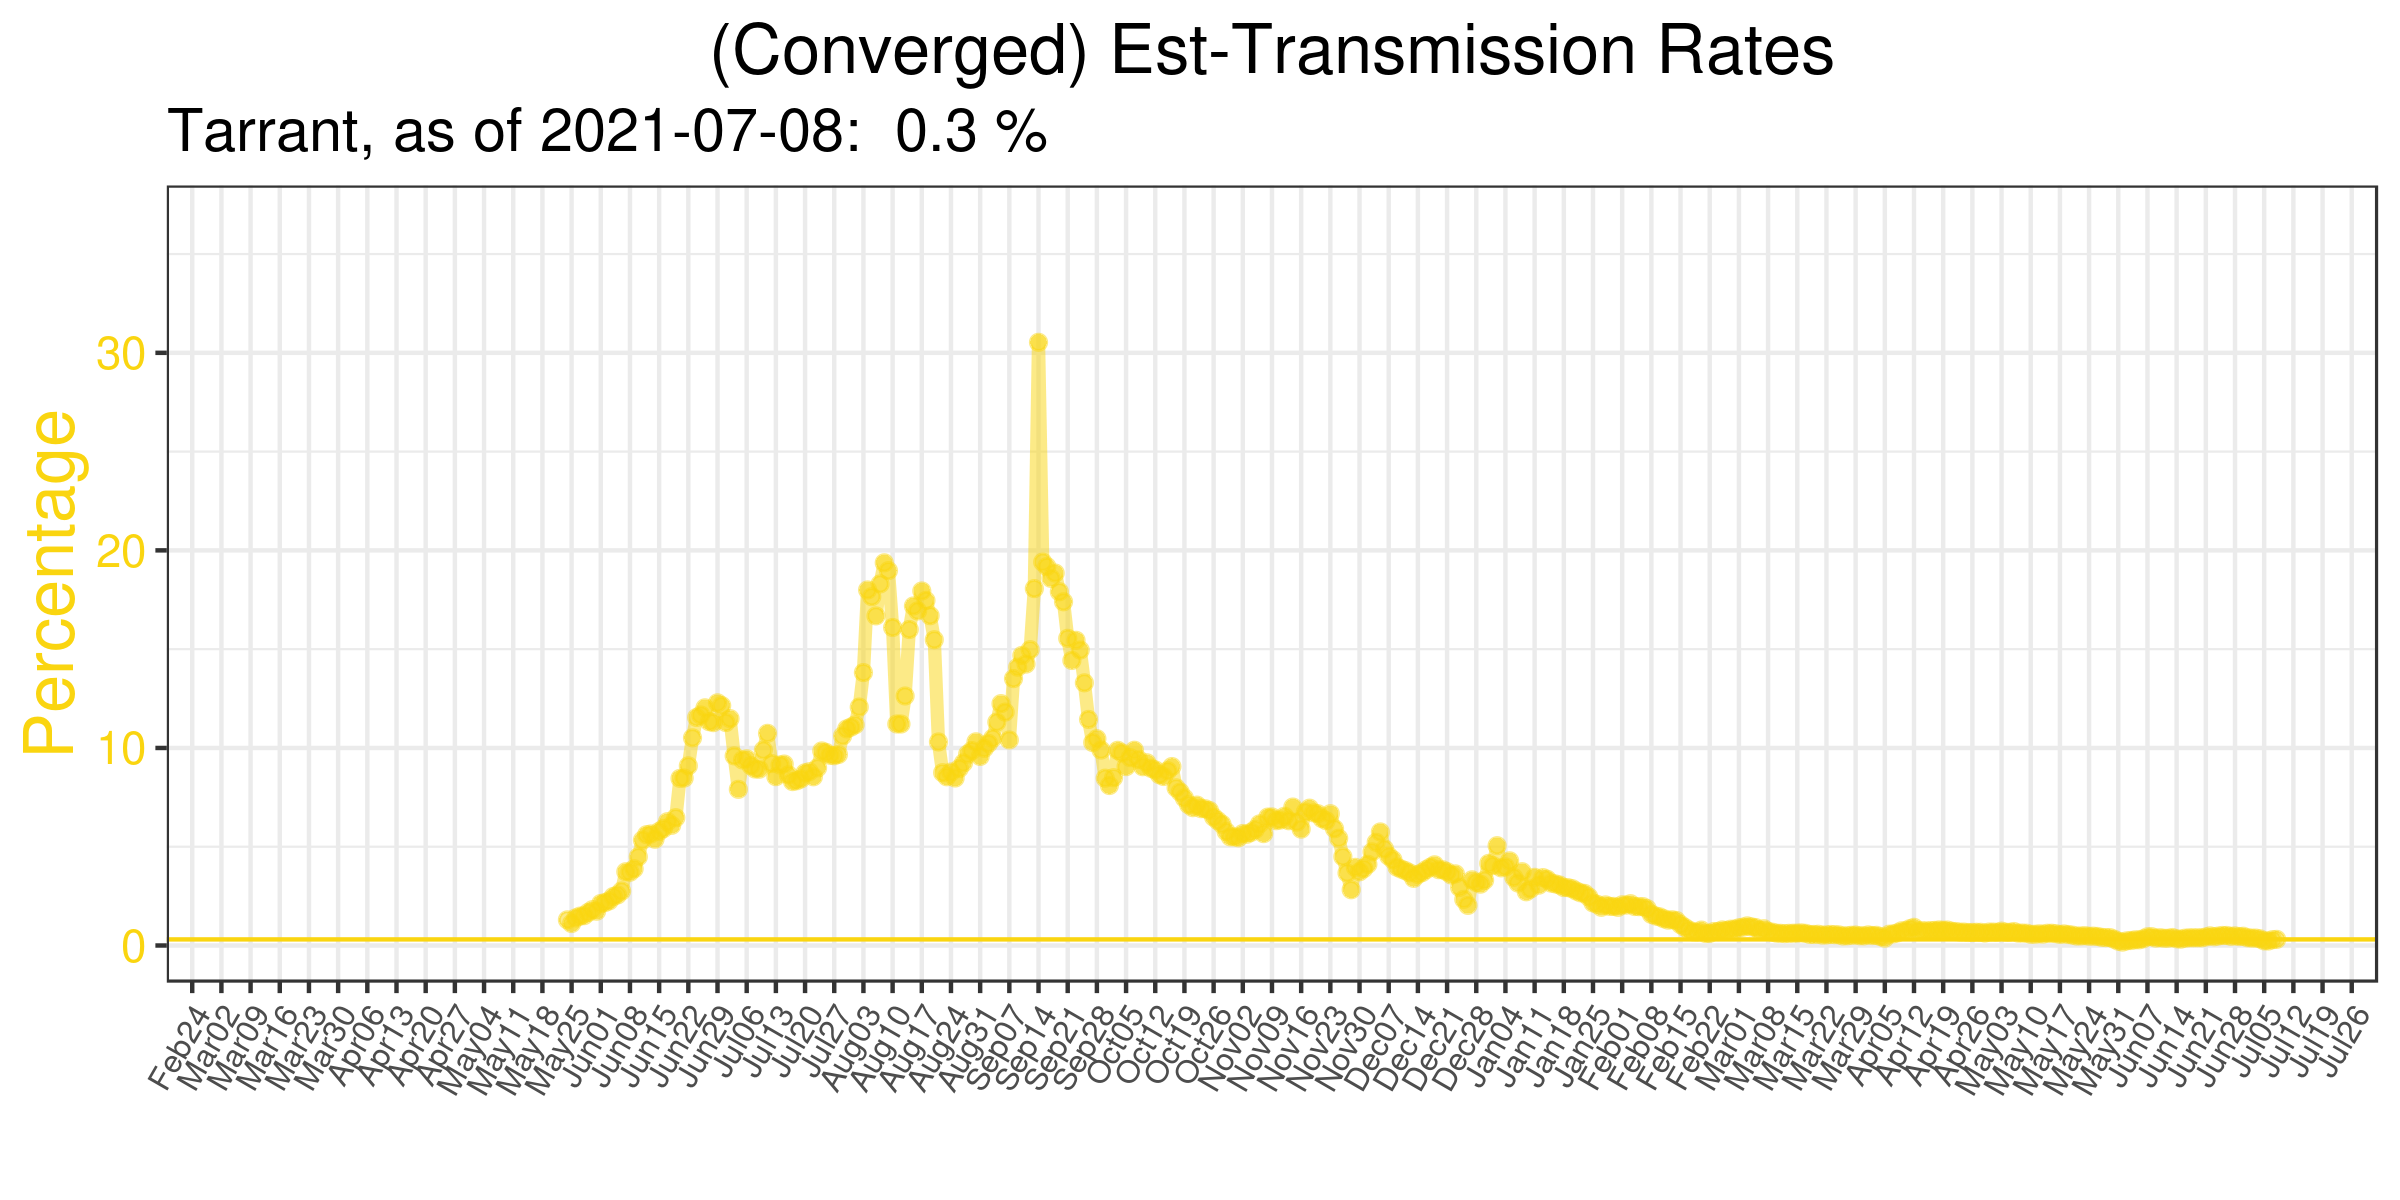 (Converged) Est-Transmission Rates
Tarrant, as of 2021-07-08:  0.3 %
Percentage
30
20
10
0
Feb24
Mar02
Mar09
Mar16
Mar23
Mar30
Apr06
Apr13
Apr20
Apr27
May04
May11
May18
May25
Jun01
Jun08
Jun15
Jun22
Jun29
Jul06
Jul13
Jul20
Jul27
Aug03
Aug10
Aug17
Aug24
Aug31
Sep07
Sep14
Sep21
Sep28
Oct05
Oct12
Oct19
Oct26
Nov02
Nov09
Nov16
Nov23
Nov30
Dec07
Dec14
Dec21
Dec28
Jan04
Jan11
Jan18
Jan25
Feb01
Feb08
Feb15
Feb22
Mar01
Mar08
Mar15
Mar22
Mar29
Apr05
Apr12
Apr19
Apr26
May03
May10
May17
May24
May31
Jun07
Jun14
Jun21
Jun28
Jul05
Jul12
Jul19
Jul26